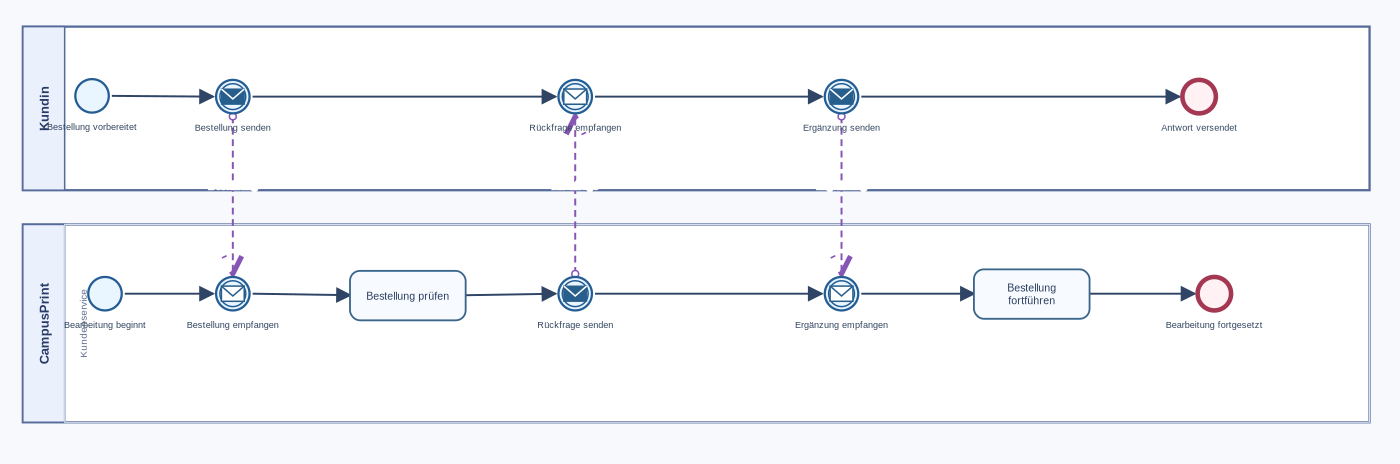 Kundin
Bestellung vorbereitet
Bestellung senden
Rückfrage empfangen
Ergänzung senden
Antwort versendet
CampusPrint
Kundenservice
Bearbeitung beginnt
Bestellung empfangen
Bestellung prüfen
Rückfrage senden
Ergänzung empfangen
Bestellung
fortführen
Bearbeitung fortgesetzt